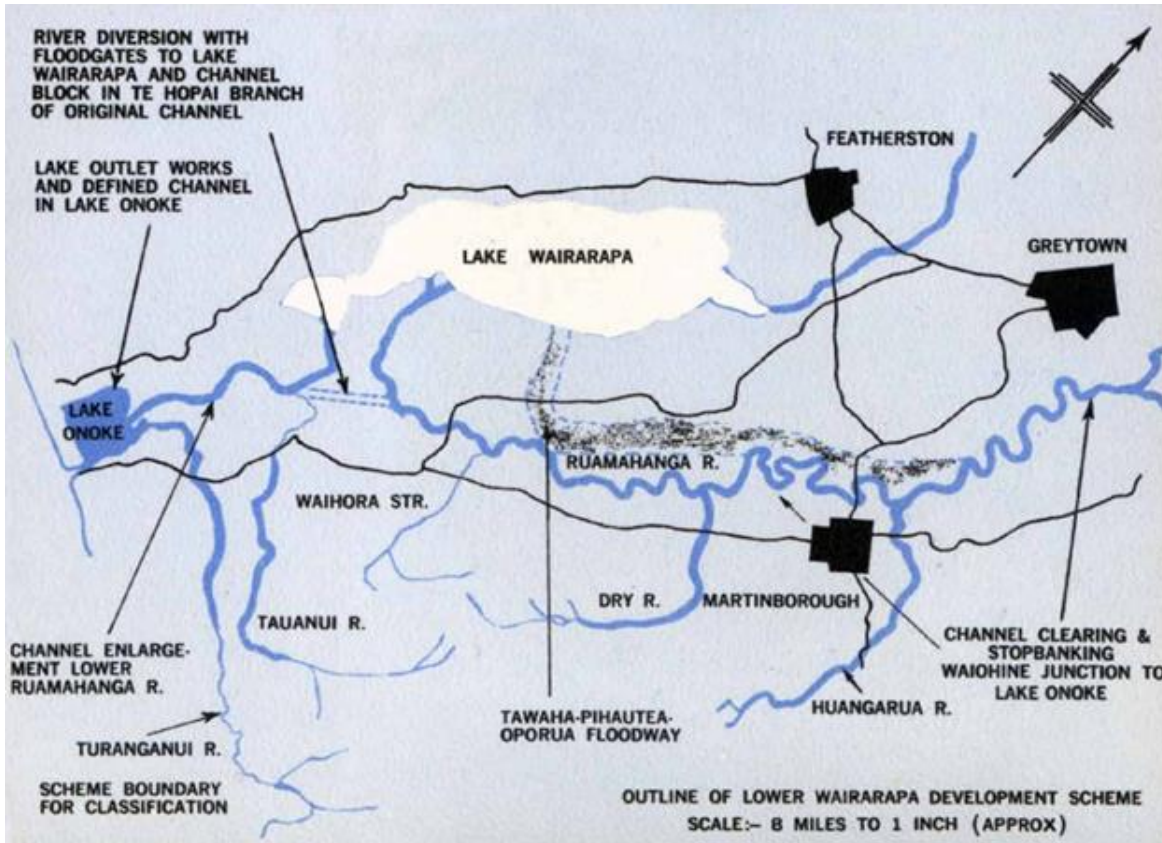 RIVER DIVERSION WITH
FLOODGATES TO LAKE
WAIRARAPA AND CHANNEL
BLOCK IN TE HOPAI BRANCH
OF ORIGINAL CHANNEL
LAKE OUTLET WORKS
AND DEFINED CHANNEL
IN LAKE ONOKE
FEATHERSTON
GREYTOWN
LAKE WAIRARAPA
LAKE
ONOKE
RUAMAHANGA R.
WAIHORA STR.
TAUANUI R.
DRY R.
MARTINBOROUGH
CHANNEL ENLARGE-
MENT LOWER
RUAMAHANGA R.
CHANNEL CLEARING &
STOPBANKING
WAIOHINE JUNCTION TO
LAKE ONOKE
HUANGARUA R.
TAWAHA-PIHAUTEA-
OPORUA FLOODWAY
TURANGANUI R.
SCHEME BOUNDARY
FOR CLASSIFICATION
OUTLINE OF LOWER WAIRARAPA DEVELOPMENT SCHEME
SCALE:- 8 MILES TO 1 INCH (APPROX)